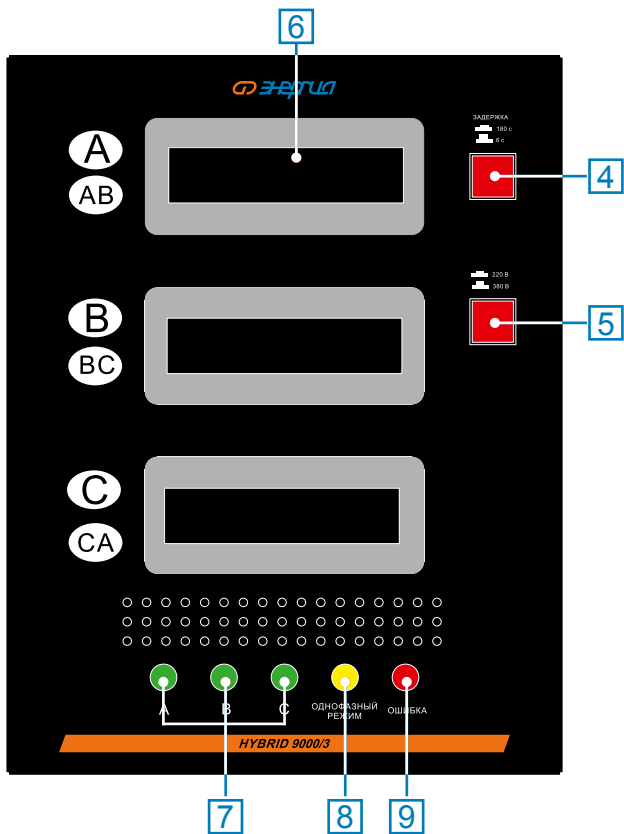 6
энергия
A
AB
ЗАДЕРЖКА
180 с
6 с
4
B
BC
220 В
380 В
5
C
CA
A
B
C
ОДНОФАЗНЫЙ
РЕЖИМ
ОШИБКА
HYBRID 9000/3
7
8
9